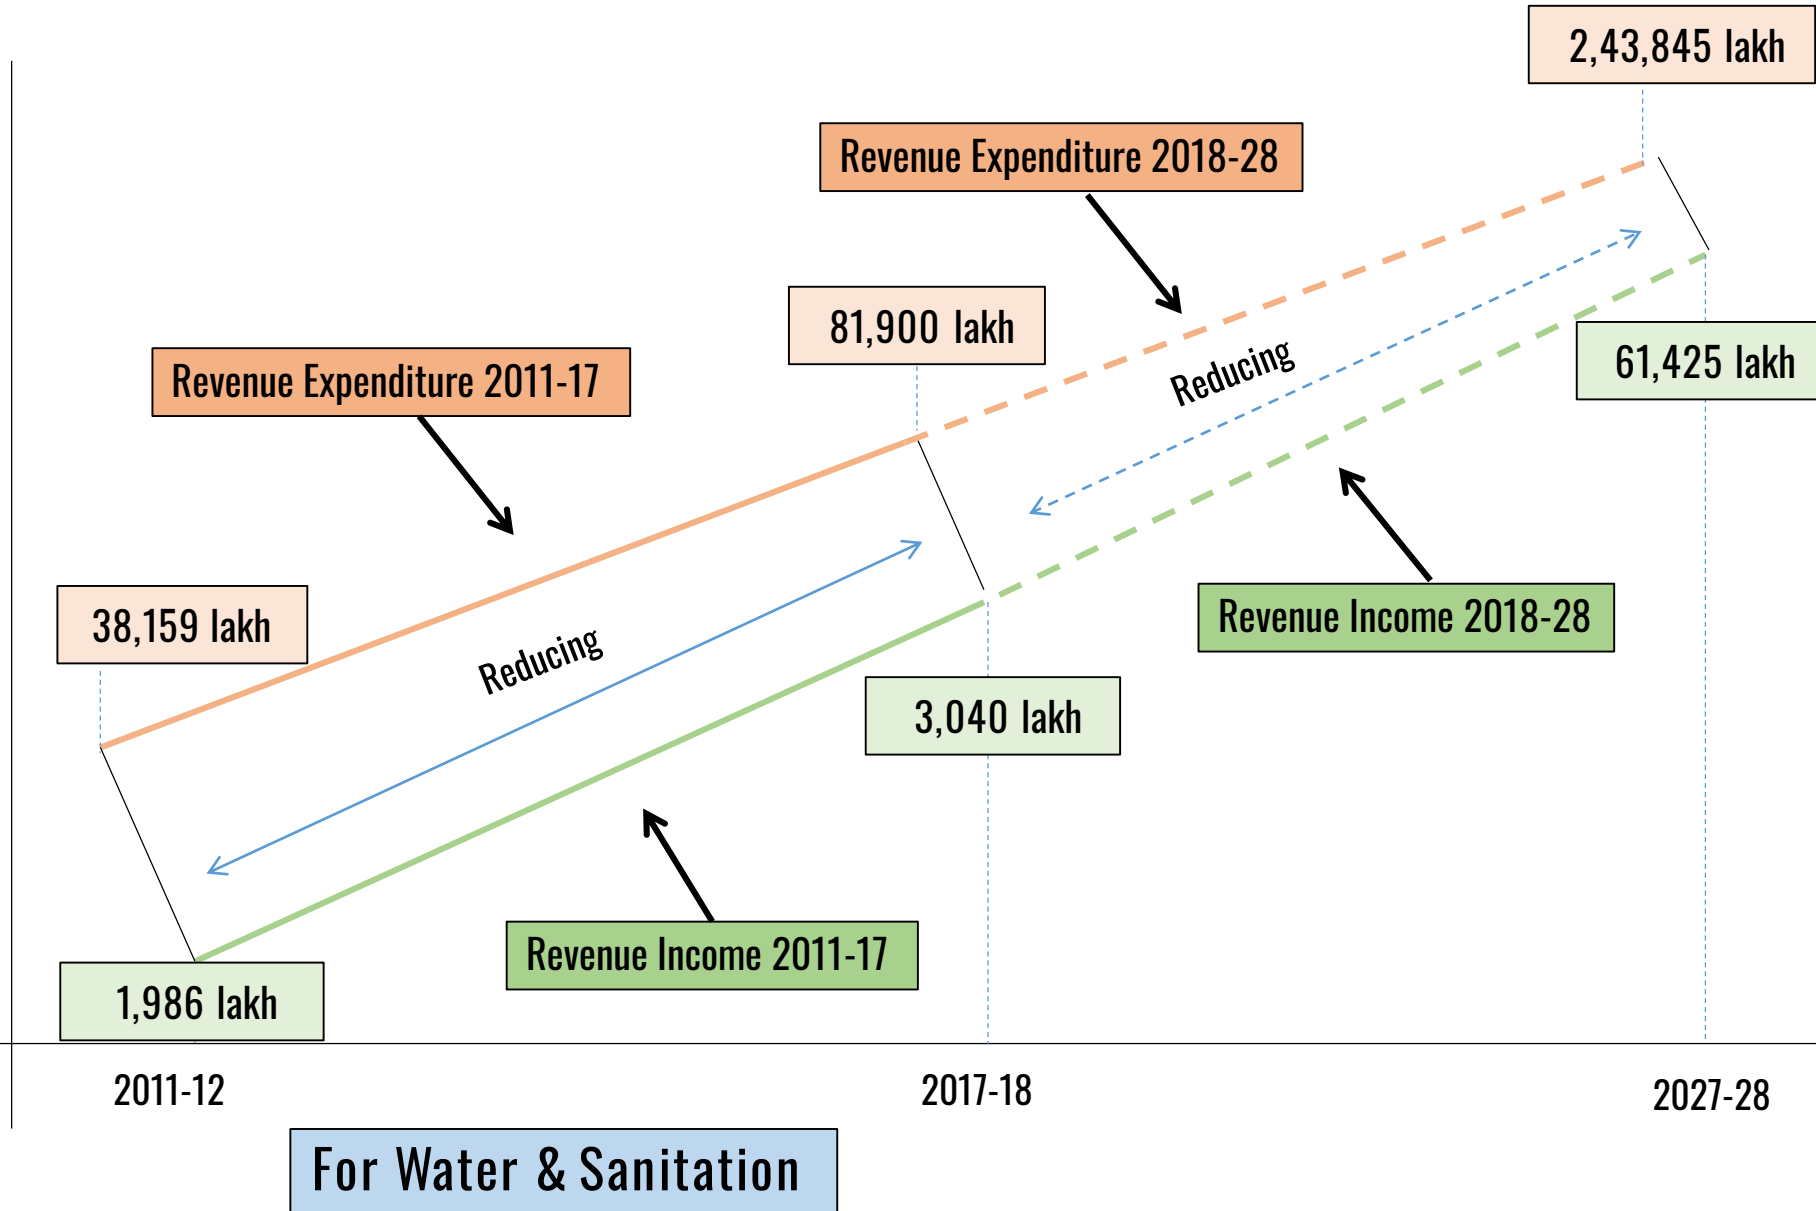 2,43,845 lakh
Revenue Expenditure 2018-28
81,900 lakh
Reducing
61,425 lakh
Revenue Expenditure 2011-17
38,159 lakh
Reducing
Revenue Income 2018-28
3,040 lakh
Revenue Income 2011-17
1,986 lakh
2011-12
2017-18
2027-28
For Water & Sanitation